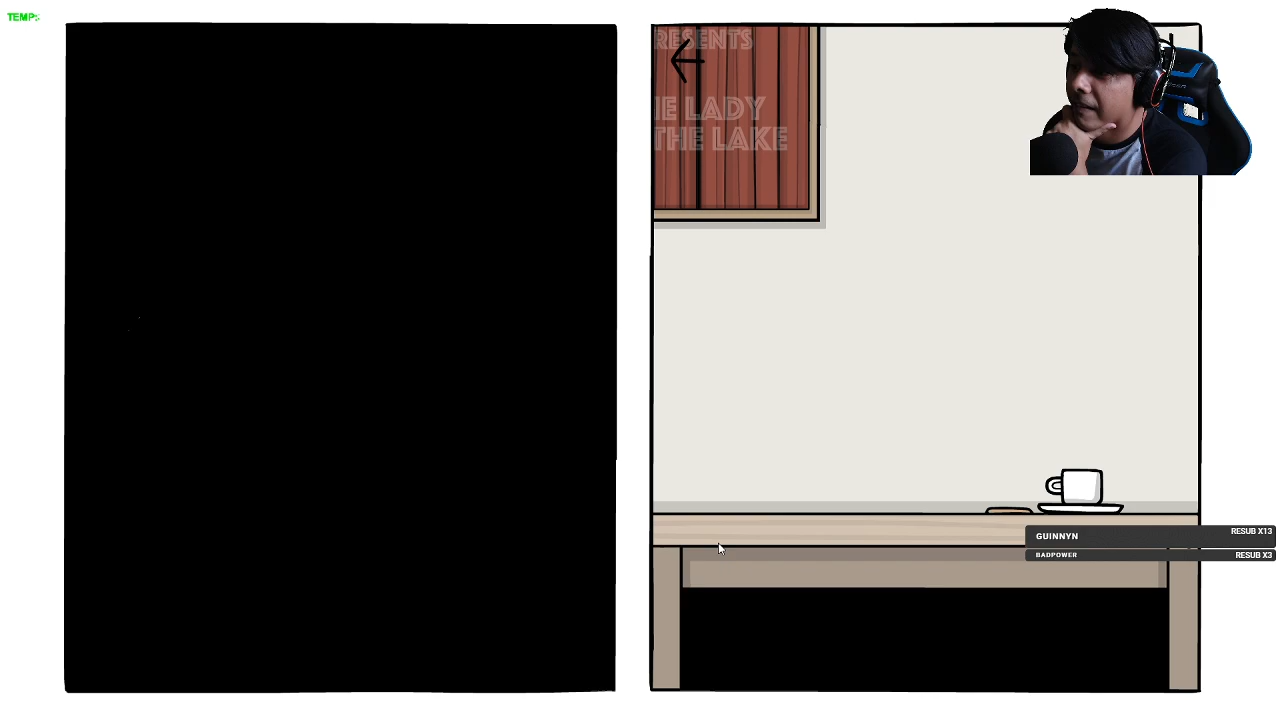 TEMP:
RESENTS
IE LADY
THE LAKE
GUINNYN
RESUB X13
BADPOWER
RESUB X3